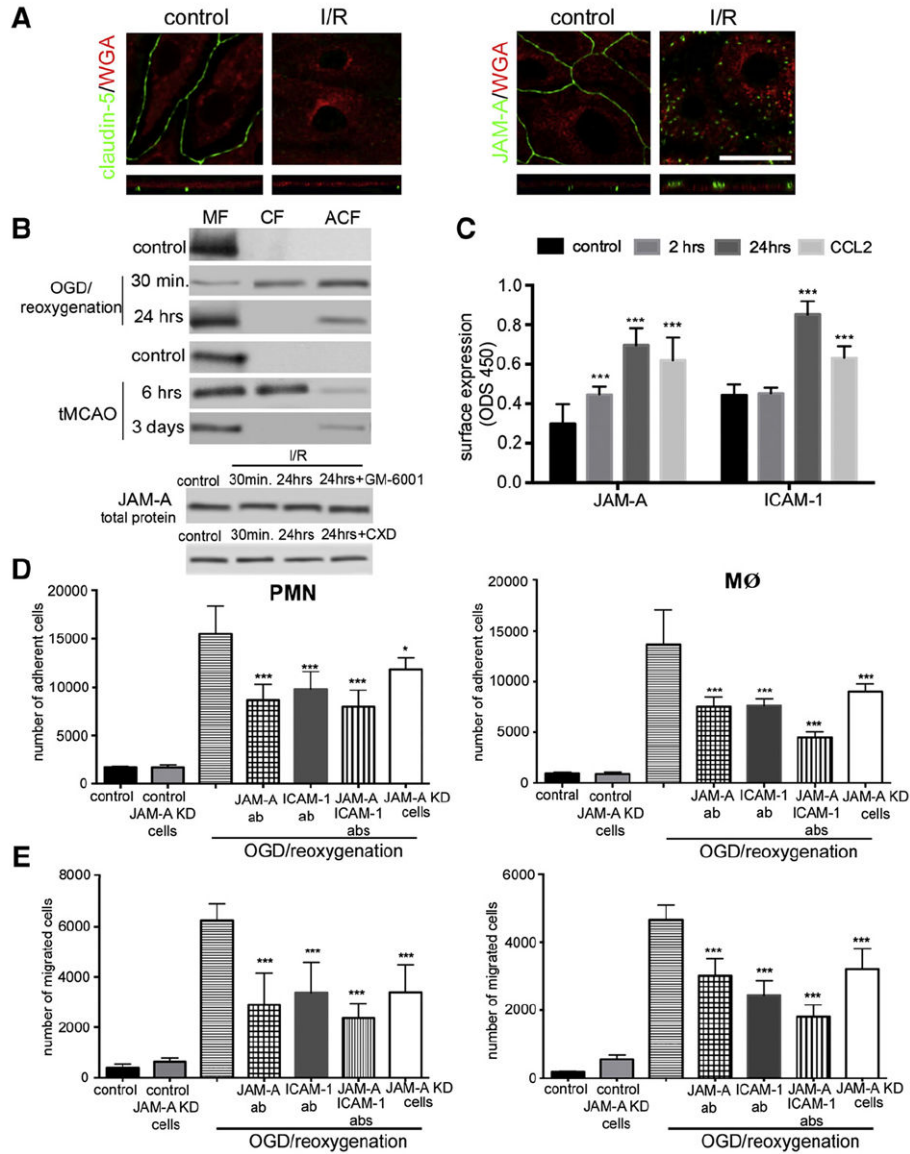 A
control I/R
claudin-5/WGA
control I/R
JAM-A/WGA
B
MF CF ACF
control
OGD/
reoxygenation
30 min.
24 hrs
control
tMCAO
6 hrs
3 days
I/R
control 30min. 24hrs 24hrs+GM-6001
JAM-A
total protein
control 30min. 24hrs 24hrs+CXD
C
control 2 hrs 24hrs CCL2
surface expression
(ODS 450)
1.0
0.8
0.6
0.4
0.2
0.0
*** *** *** *** ***
JAM-A ICAM-1
D
PMN
number of adherent cells
20000
15000
10000
5000
0
*** *** *** *
control
control
JAM-A KD
cells
JAM-A
ab
ICAM-1
ab
JAM-A
ICAM-1
abs
JAM-A KD
cells
OGD/reoxygenation
MØ
number of adherent cells
20000
15000
10000
5000
0
*** *** *** ***
control
control
JAM-A KD
cells
JAM-A
ab
ICAM-1 ab
JAM-A
ICAM-1
abs
JAM-A KD
cells
OGD/reoxygenation
E
number of migrated cells
8000
6000
4000
2000
0
*** *** *** ***
control
control
JAM-A KD
cells
JAM-A
ab
ICAM-1
ab
JAM-A
ICAM-1
abs
JAM-A KD
cells
OGD/reoxygenation
number of migrated cells
6000
4000
2000
0
*** *** *** ***
control
control
JAM-A KD
cells
JAM-A
ab
ICAM-1
ab
JAM-A
ICAM-1
abs
JAM-A KD
cells
OGD/reoxygenation